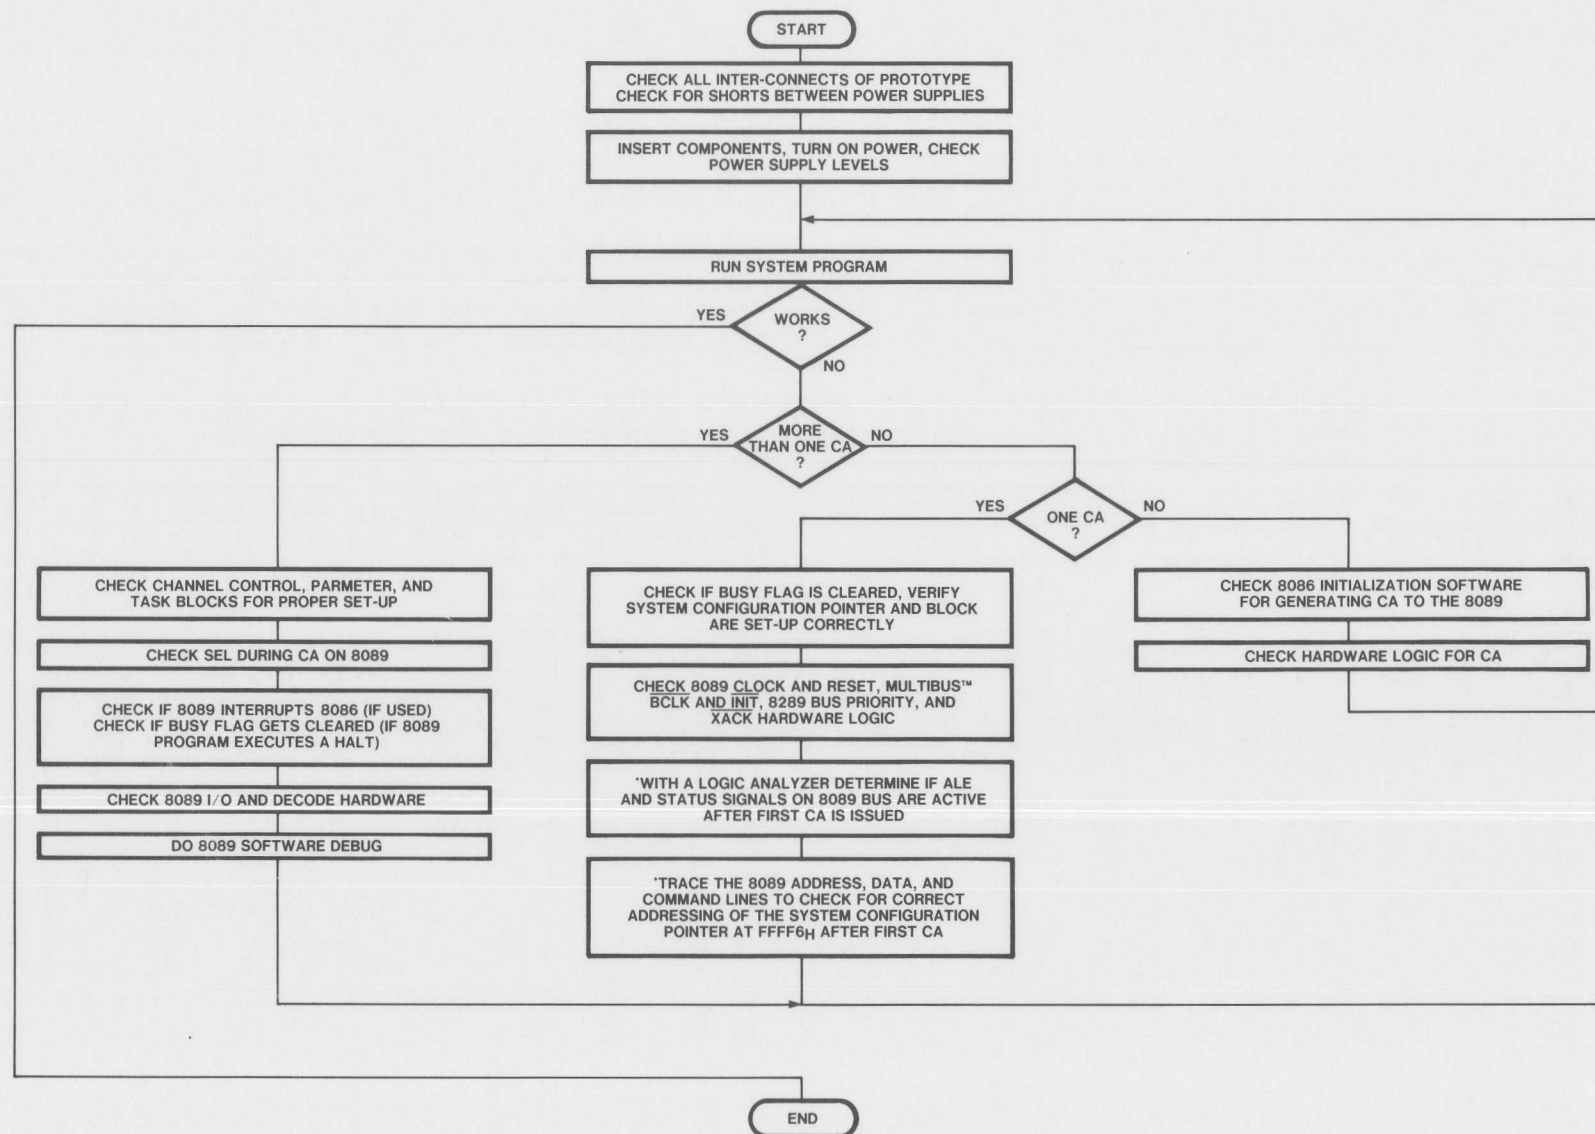 START
CHECK ALL INTER-CONNECTS OF PROTOTYPE
CHECK FOR SHORTS BETWEEN POWER SUPPLIES
INSERT COMPONENTS, TURN ON POWER, CHECK
POWER SUPPLY LEVELS
RUN SYSTEM PROGRAM
YES
WORKS
?
NO
YES
MORE
THAN ONE CA
?
NO
YES
ONE CA
?
NO
CHECK CHANNEL CONTROL, PARMETER, AND
TASK BLOCKS FOR PROPER SET-UP
CHECK SEL DURING CA ON 8089
CHECK IF 8089 INTERRUPTS 8086 (IF USED)
CHECK IF BUSY FLAG GETS CLEARED (IF 8089
PROGRAM EXECUTES A HALT)
CHECK 8089 I/O AND DECODE HARDWARE
DO 8089 SOFTWARE DEBUG
CHECK IF BUSY FLAG IS CLEARED, VERIFY
SYSTEM CONFIGURATION POINTER AND BLOCK
ARE SET-UP CORRECTLY
CHECK 8089 CLOCK AND RESET, MULTIBUS™
BCLK AND INIT, 8289 BUS PRIORITY, AND
XACK HARDWARE LOGIC
*WITH A LOGIC ANALYZER DETERMINE IF ALE
AND STATUS SIGNALS ON 8089 BUS ARE ACTIVE
AFTER FIRST CA IS ISSUED
*TRACE THE 8089 ADDRESS, DATA, AND
COMMAND LINES TO CHECK FOR CORRECT
ADDRESSING OF THE SYSTEM CONFIGURATION
POINTER AT FFFF6H AFTER FIRST CA
CHECK 8086 INITIALIZATION SOFTWARE
FOR GENERATING CA TO THE 8089
CHECK HARDWARE LOGIC FOR CA
END